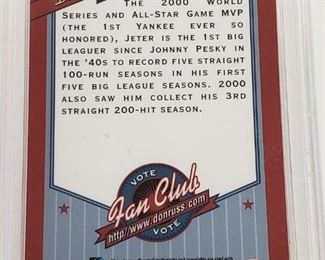 THE 2000 WORLD
SERIES AND ALL-STAR GAME MVP
(THE 1ST YANKEE EVER SO
HONORED), JETER IS THE 1ST BIG
LEAGUER SINCE JOHNNY PESKY IN
THE '40S TO RECORD FIVE STRAIGHT
100-RUN SEASONS IN HIS FIRST
FIVE BIG LEAGUE SEASONS. 2000
ALSO SAW HIM COLLECT HIS 3RD
STRAIGHT 200-HIT SEASON.
VOTE
Fan Club
http://www.donruss.com
VOTE